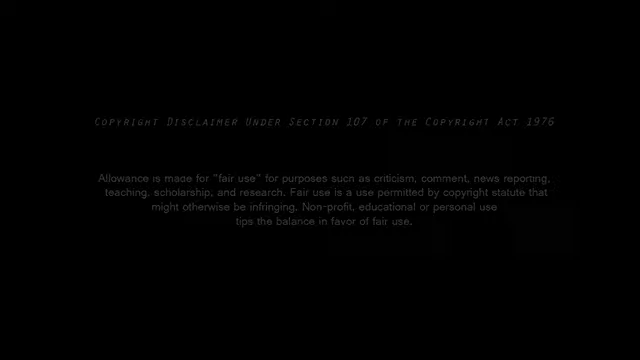 Copyright Disclaimer Under Section 107 of the Copyright Act 1976
Allowance is made for "fair use" for purposes such as criticism, comment, news reporting,
teaching, scholarship, and research. Fair use is a use permitted by copyright statute that
might otherwise be infringing. Non-profit, educational or personal use
tips the balance in favor of fair use.